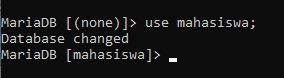 MariaDB [(none)]> use mahasiswa;
Database changed
MariaDB [mahasiswa]> _